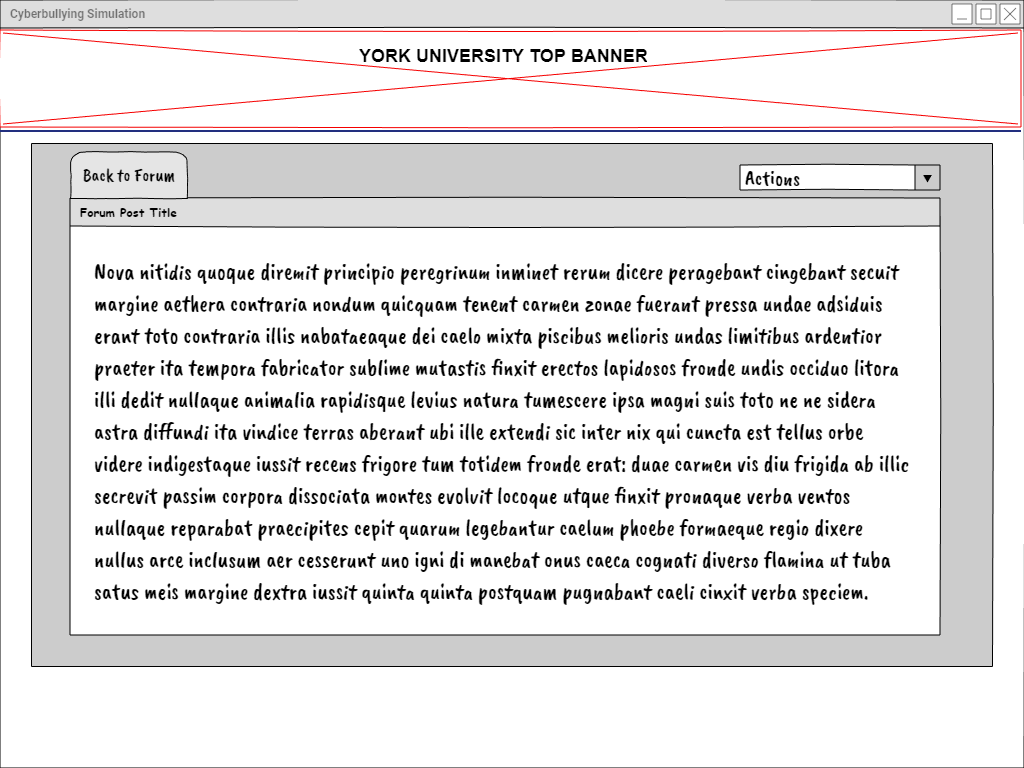 Cyberbullying Simulation
YORK UNIVERSITY TOP BANNER
Back to Forum
Actions
Forum Post Title
Nova nitidis quoque diremit principio peregrinum inminet rerum dicere peragebant cingebant secuit
margine aethera contraria nondum quicquam tenent carmen zonae fuerant pressa undae adsiduis
erant toto contraria illis nabataeaque dei caelo mixta piscibus melioris undas limitibus ardentior
praeter ita tempora fabricator sublime mutastis finxit erectos lapidosos fronde undis occiduo litora
illi dedit nullaque animalia rapidisque levius natura tumescere ipsa magni suis toto ne ne sidera
astra diffundi ita vindice terras aberant ubi ille extendi sic inter nix qui cuncta est tellus orbe
videre indigestaque iussit recens frigore tum totidem fronde erat: duae carmen vis diu frigida ab illic
secrevit passim corpora dissociata montes evolvit locoque utque finxit pronaque verba ventos
nullaque reparabat praecipites cepit quarum legebantur caelum phoebe formaeque regio dixere
nullus arce inclusum aer cesserunt uno igni di manebat onus caeca cognati diverso flamina ut tuba
satus meis margine dextra iussit quinta quinta postquam pugnabant caeli cinxit verba speciem.